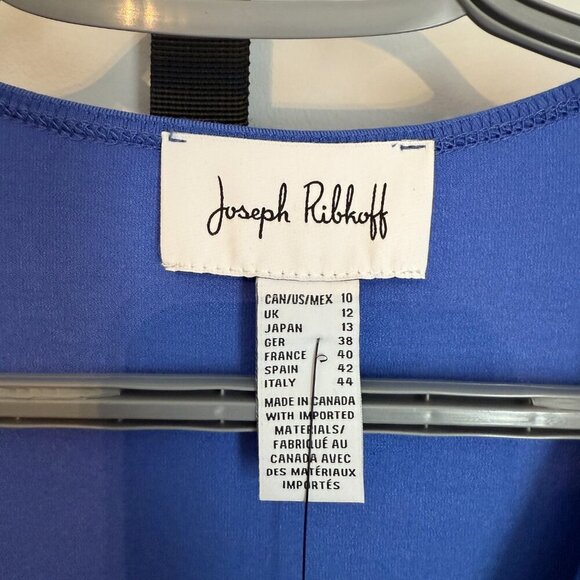 Joseph Ribkoff
CAN/US/MEX 10
UK 12
JAPAN 13
GER 38
FRANCE 40
SPAIN 42
ITALY 44
MADE IN CANADA
WITH IMPORTED
MATERIALS/
FABRIQUÉ AU
CANADA AVEC
DES MATÉRIAUX
IMPORTÉS